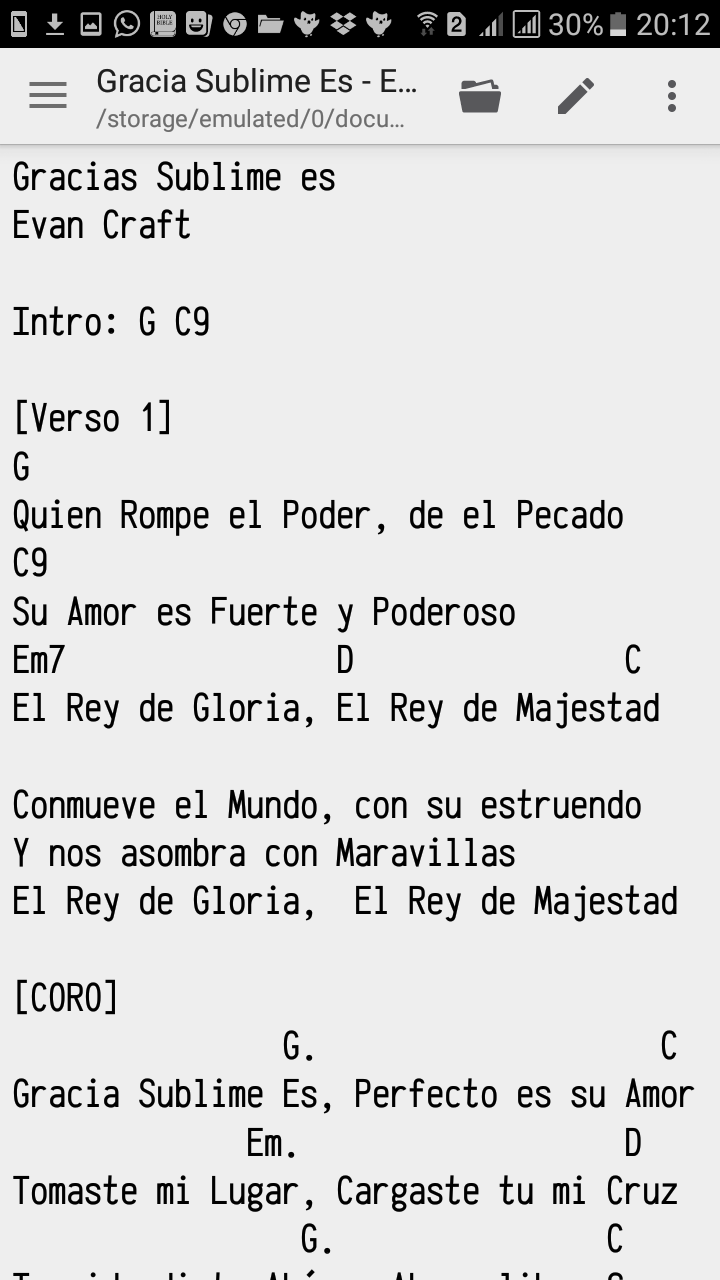 30% 20:12
Gracia Sublime Es - E...
/storage/emulated/0/docu...
Gracias Sublime es
Evan Craft
Intro: G C9
[Verso 1]
G
Quien Rompe el Poder, de el Pecado
C9
Su Amor es Fuerte y Poderoso
Em7 D C
El Rey de Gloria, El Rey de Majestad
Conmueve el Mundo, con su estruendo
Y nos asombra con Maravillas
El Rey de Gloria,  El Rey de Majestad
[CORO]
G. C
Gracia Sublime Es, Perfecto es su Amor
Em. D
Tomaste mi Lugar, Cargaste tu mi Cruz
G. C